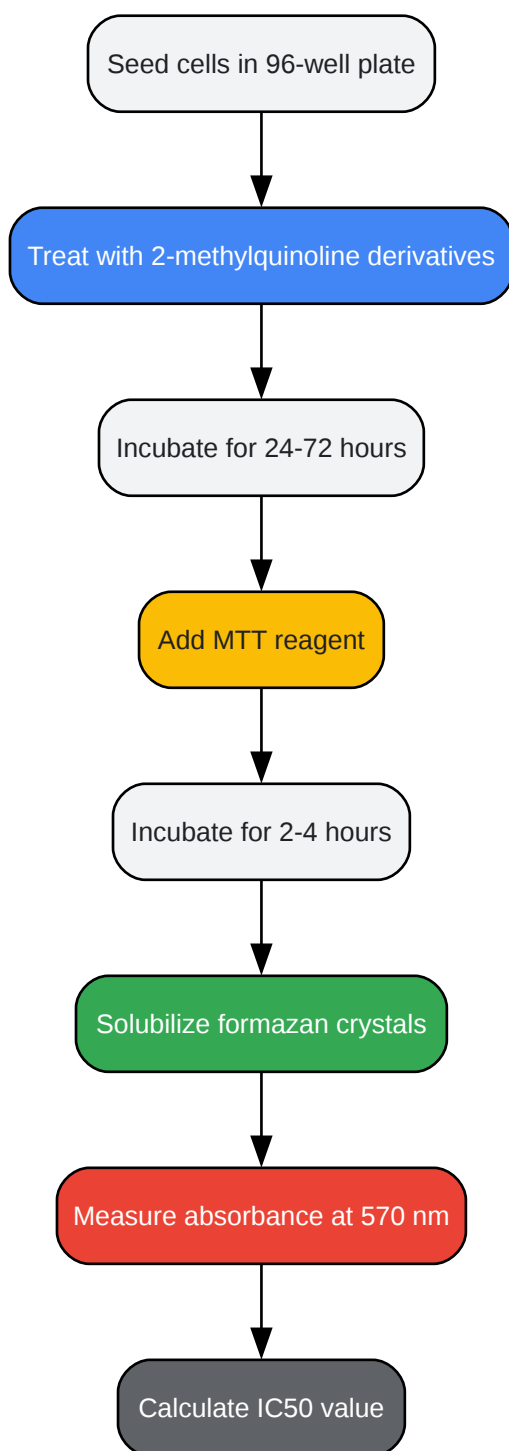 Seed cells in 96-well plate
Treat with 2-methylquinoline derivatives
Incubate for 24-72 hours
Add MTT reagent
Incubate for 2-4 hours
Solubilize formazan crystals
Measure absorbance at 570 nm
Calculate IC50 value